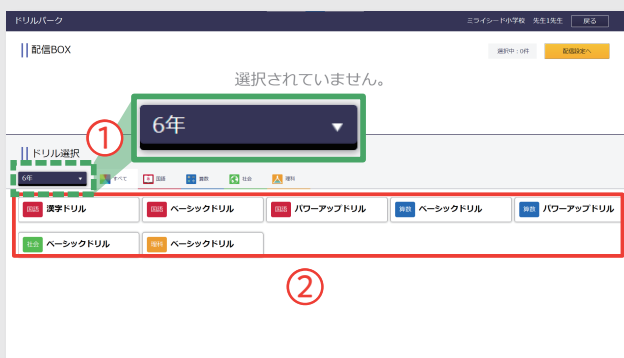 ドリルパーク ミライシード小学校 先生1先生 戻る
配信BOX 選択中：0件 配信設定へ
選択されていません。
① 6年
ドリル選択
6年 すべて 国語 算数 社会 理科
国語 漢字ドリル 国語 ベーシックドリル 国語 パワーアップドリル 算数 ベーシックドリル 算数 パワーアップドリル
社会 ベーシックドリル 理科 ベーシックドリル
②